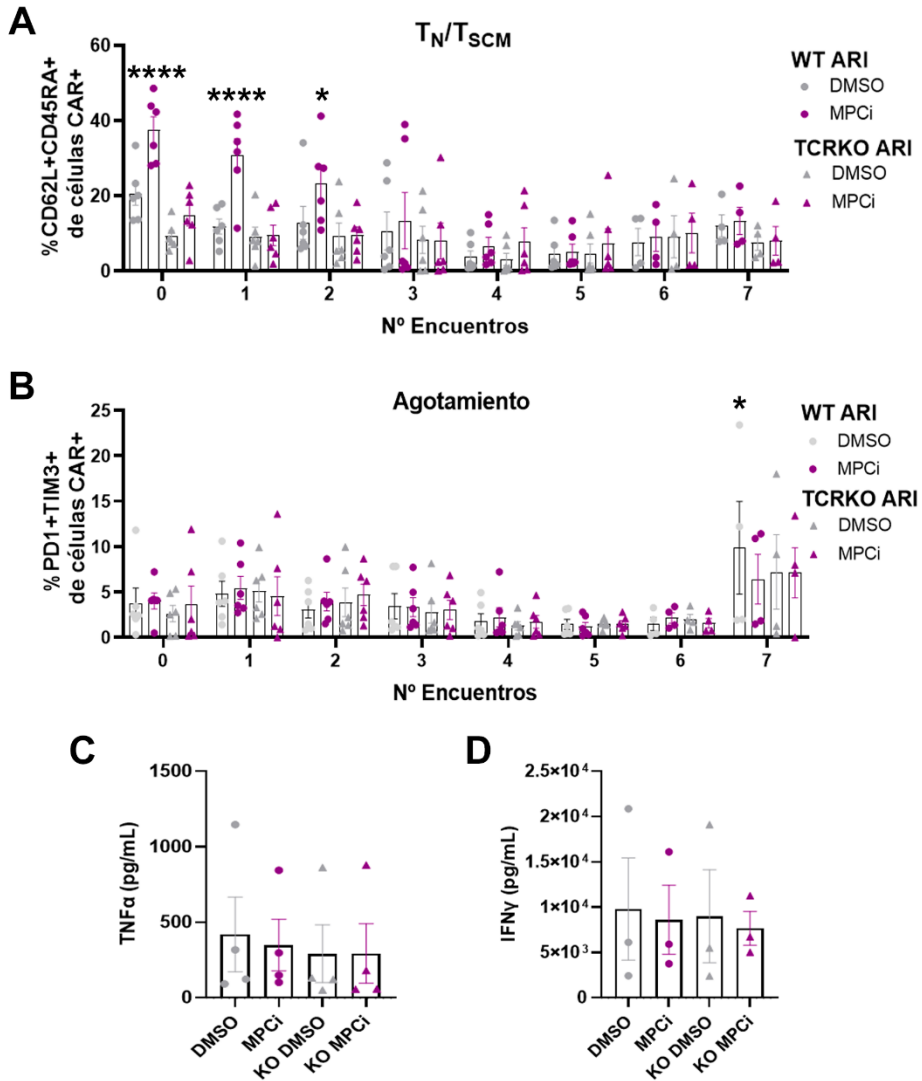 A
T_N/T_SCM
%CD62L+CD45RA+
de células CAR+
60
40
20
0
****
****
*
0 1 2 3 4 5 6 7
Nº Encuentros
WT ARI
DMSO
MPCi
TCRKO ARI
DMSO
MPCi
B
Agotamiento
% PD1+TIM3+
de células CAR+
25
20
15
10
5
0
*
0 1 2 3 4 5 6 7
Nº Encuentros
WT ARI
DMSO
MPCi
TCRKO ARI
DMSO
MPCi
C
TNFα (pg/mL)
1500
1000
500
0
DMSO
MPCi
KO DMSO
KO MPCi
D
IFNγ (pg/mL)
2.5×10⁴
2.0×10⁴
1.5×10⁴
1×10⁴
5×10³
0
DMSO
MPCi
KO DMSO
KO MPCi